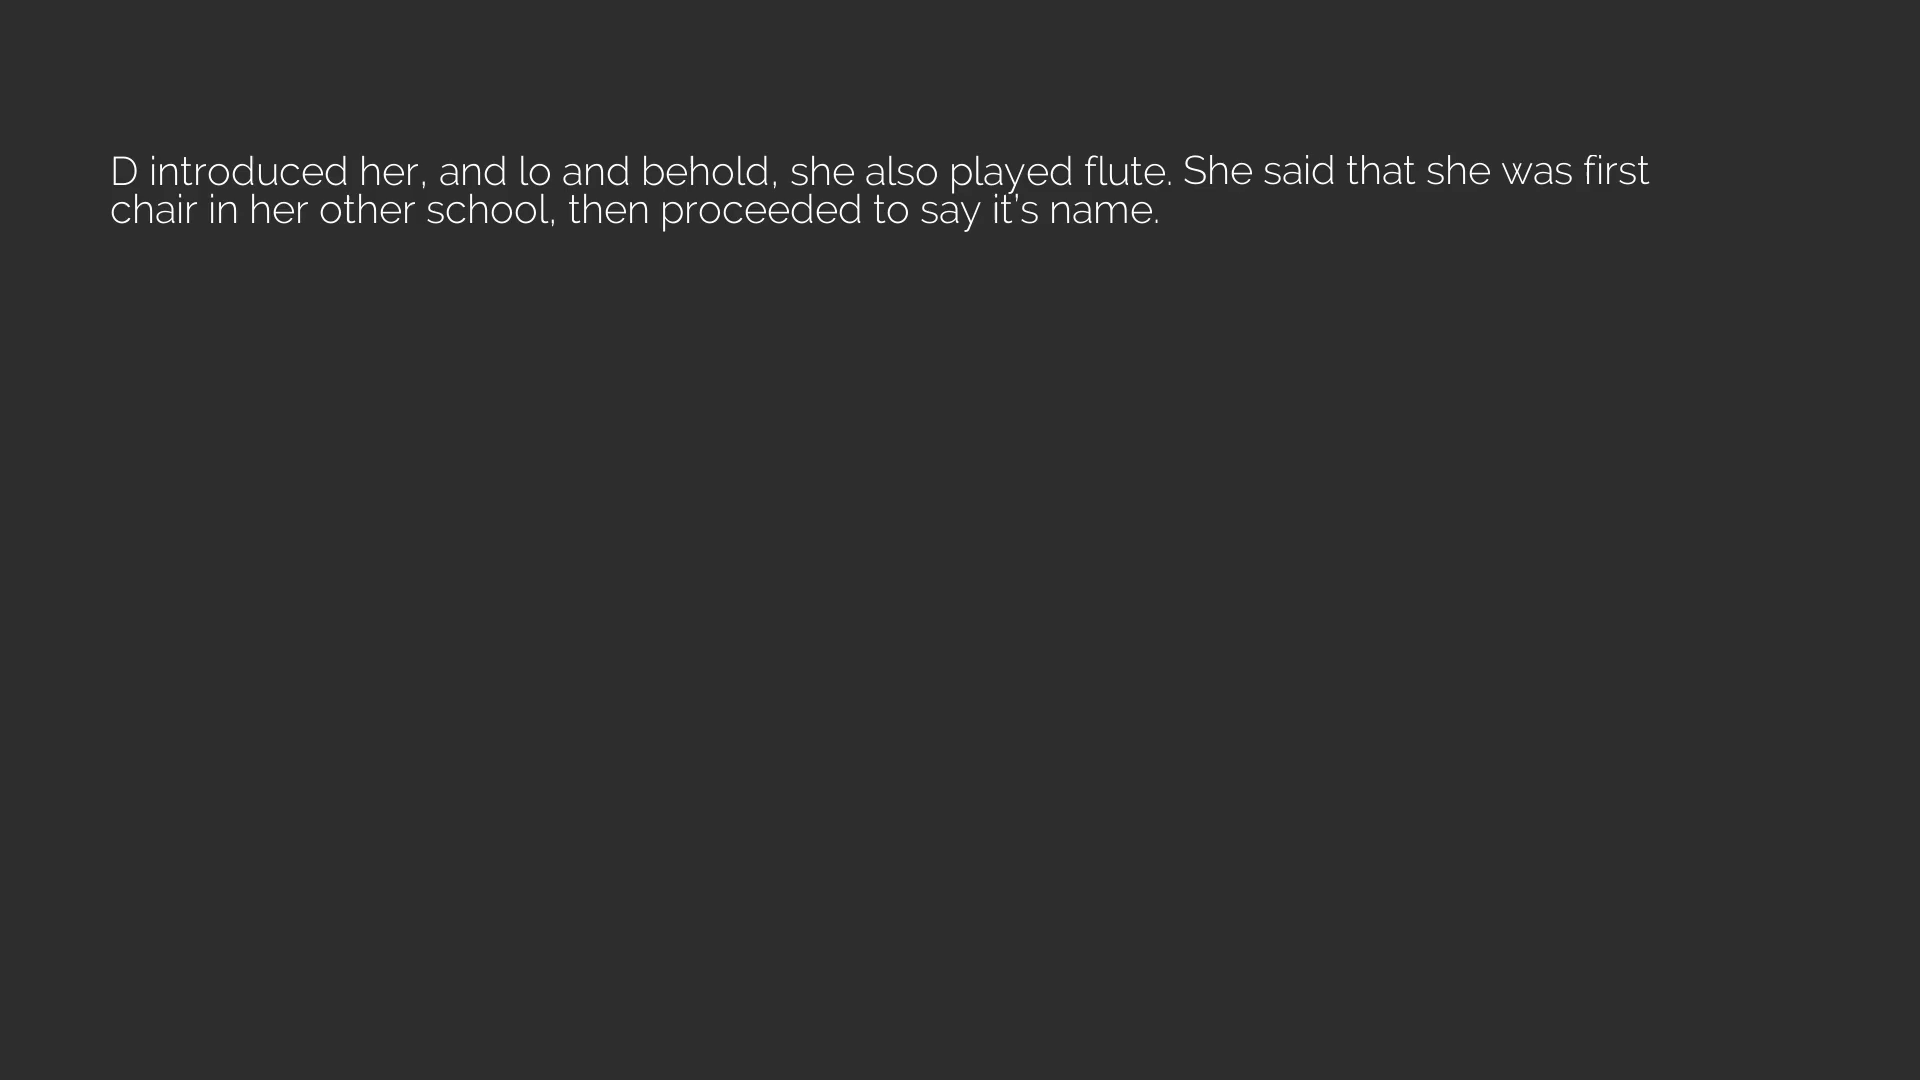 D introduced her, and lo and behold, she also played flute. She said that she was first
chair in her other school, then proceeded to say it’s name.